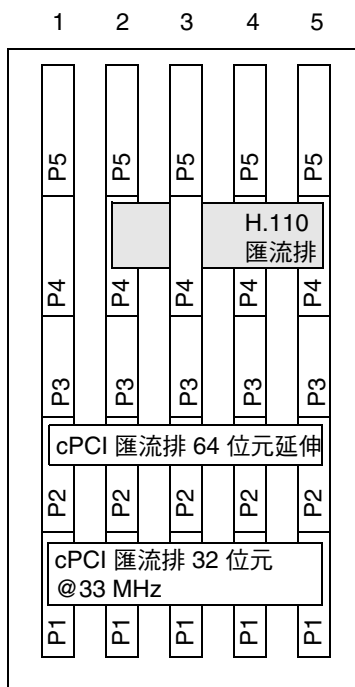 1 2 3 4 5
P5 P5 P5 P5 P5
H.110
匯流排
P4 P4 P4 P4 P4
P3 P3 P3 P3 P3
cPCI 匯流排 64 位元延伸
P2 P2 P2 P2 P2
cPCI 匯流排 32 位元
@33 MHz
P1 P1 P1 P1 P1